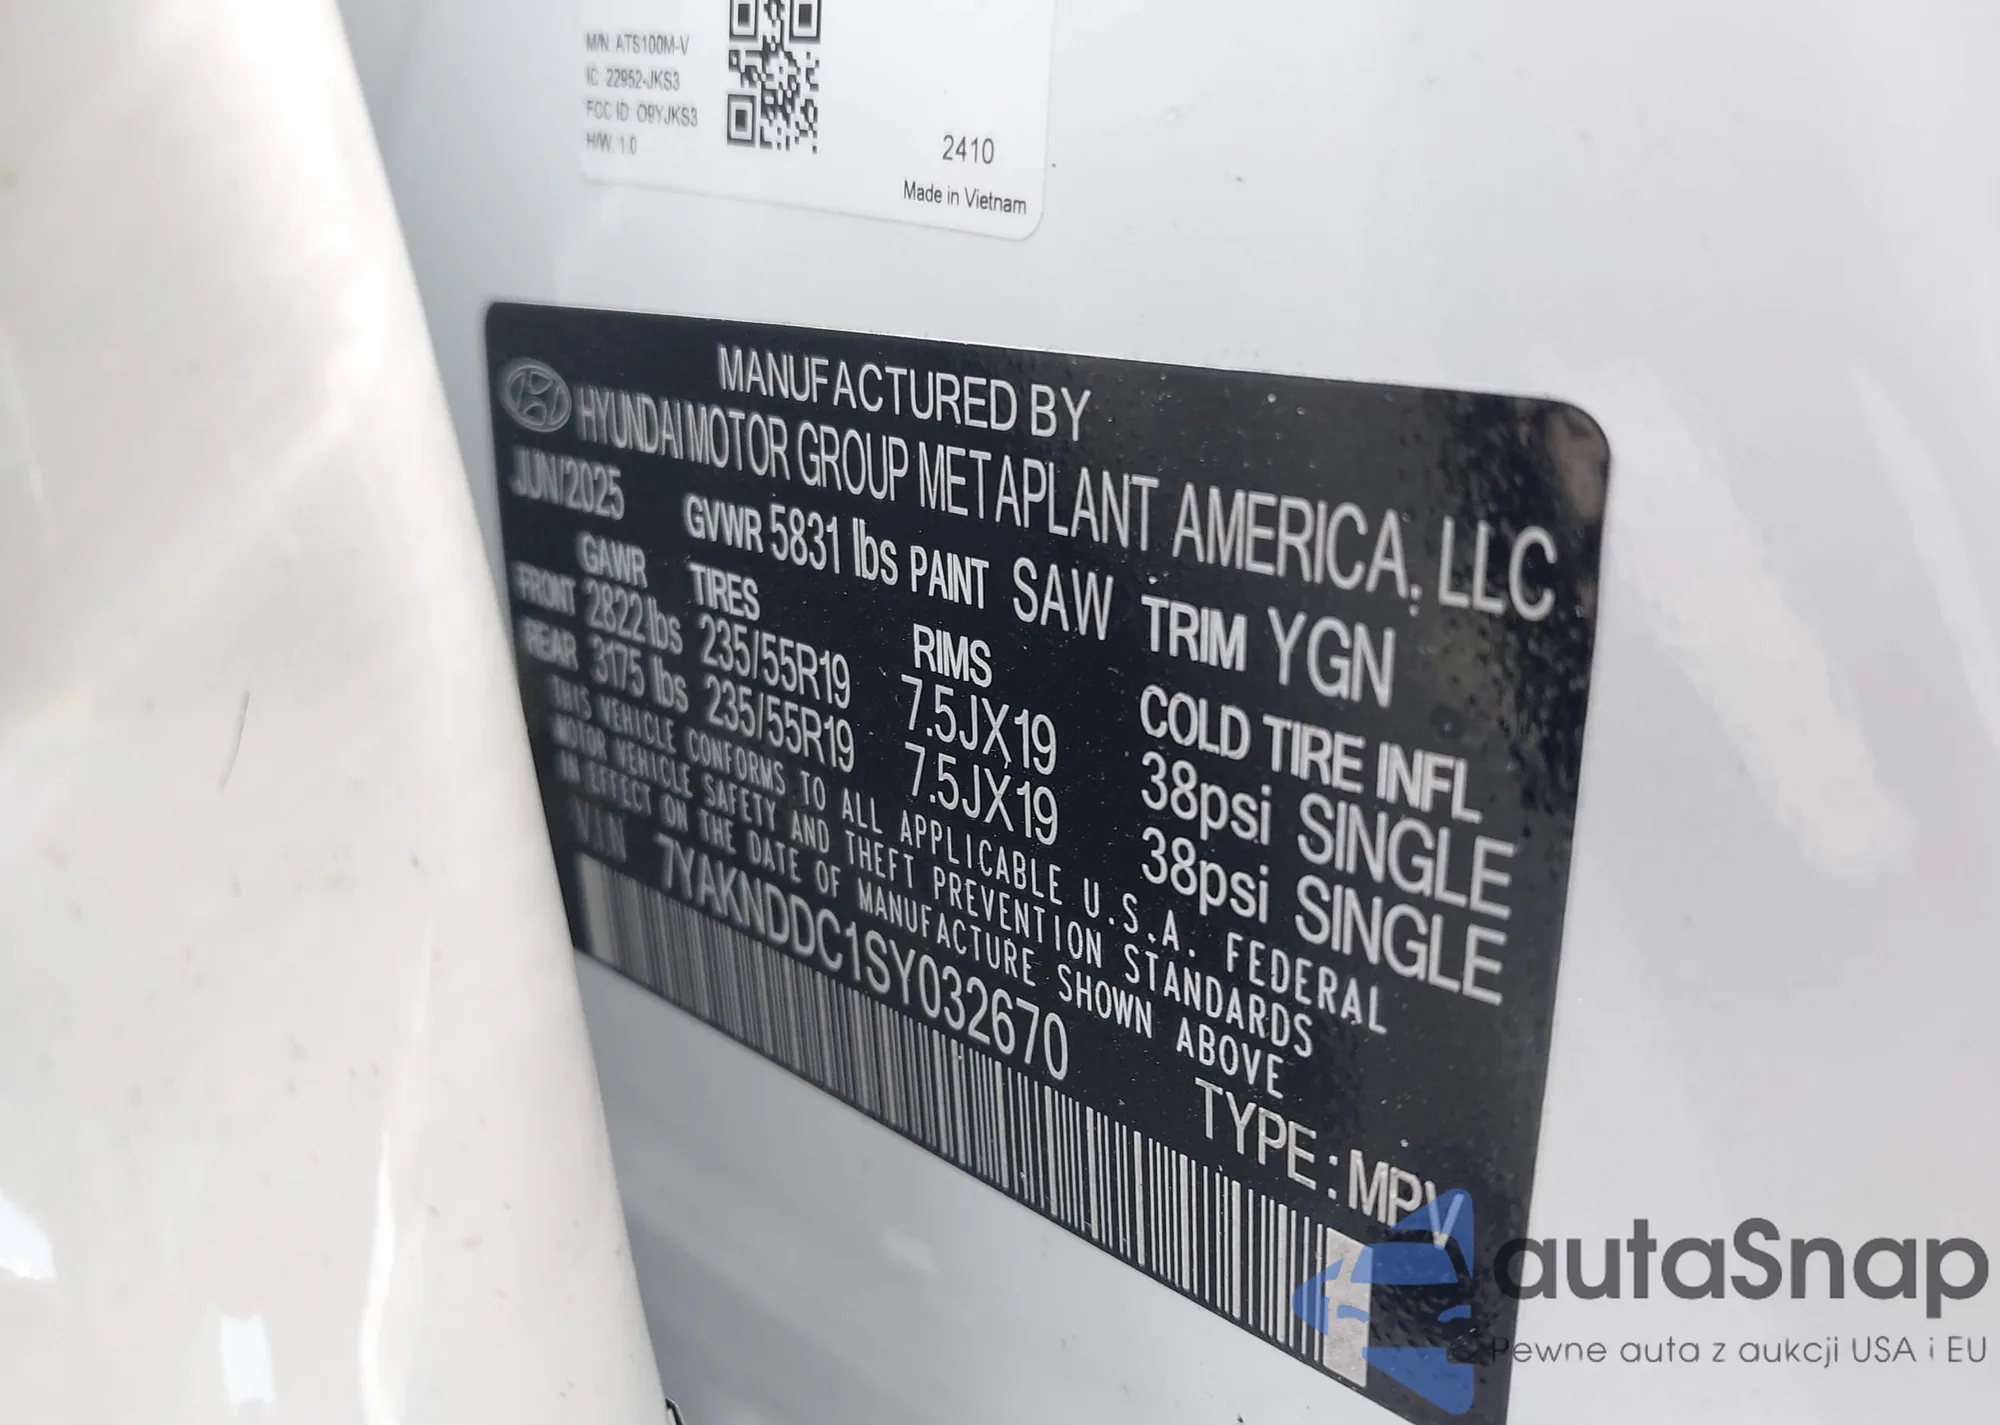 M/N: ATS100M-V
IC: 22952-JKS3
FCC ID: O9YJKS3
H/W: 1.0
2410
Made in Vietnam
MANUFACTURED BY
HYUNDAI MOTOR GROUP METAPLANT AMERICA, LLC
JUN/2025 GVWR 5831 lbs PAINT SAW TRIM YGN
GAWR TIRES RIMS COLD TIRE INFL
FRONT 2822 lbs 235/55R19 7.5JX19 38psi SINGLE
REAR 3175 lbs 235/55R19 7.5JX19 38psi SINGLE
THIS VEHICLE CONFORMS TO ALL APPLICABLE U.S.A. FEDERAL
MOTOR VEHICLE SAFETY AND THEFT PREVENTION STANDARDS
IN EFFECT ON THE DATE OF MANUFACTURE SHOWN ABOVE
VIN 7YAKNDDC1SY032670 TYPE : MPV
autaSnap
Pewne auta z aukcji USA i EU